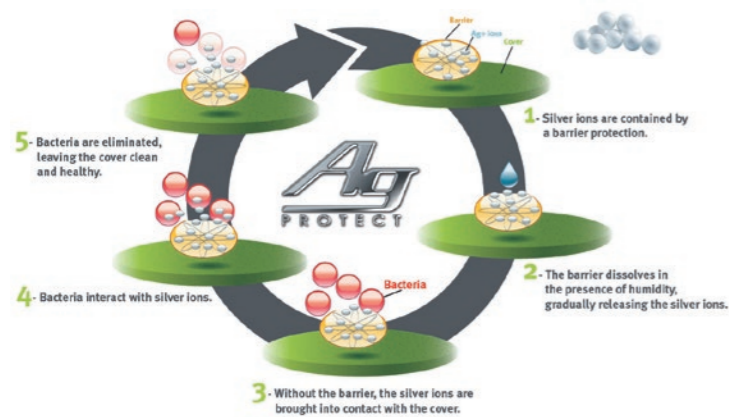 Barrier
Ag+ ions
Cover
1- Silver ions are contained by
a barrier protection.
2- The barrier dissolves in
the presence of humidity,
gradually releasing the silver ions.
Bacteria
3- Without the barrier, the silver ions are
brought into contact with the cover.
4- Bacteria interact with silver ions.
5- Bacteria are eliminated,
leaving the cover clean
and healthy.
Ag
PROTECT